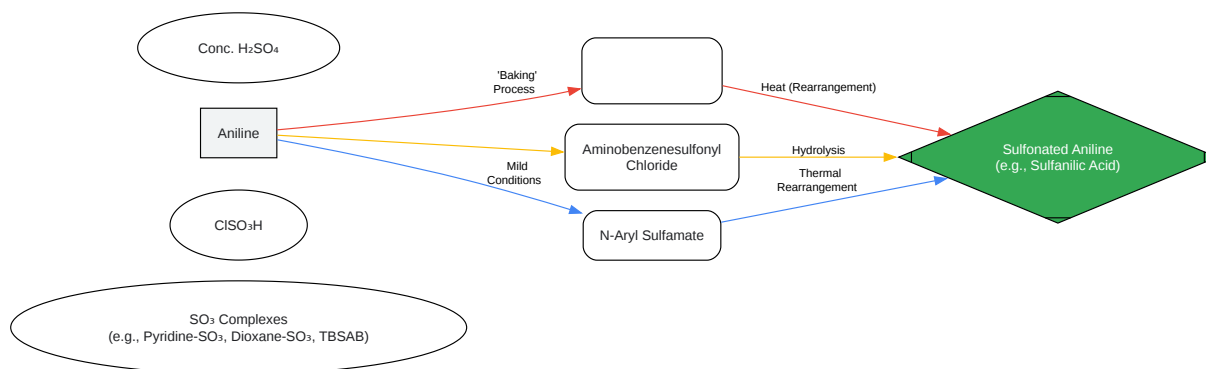 Conc. H₂SO₄
'Baking'
Process
Heat (Rearrangement)
Aniline
Aminobenzenesulfonyl
Chloride
Hydrolysis
Sulfonated Aniline
(e.g., Sulfanilic Acid)
Mild
Conditions
Thermal
Rearrangement
ClSO₃H
N-Aryl Sulfamate
SO₃ Complexes
(e.g., Pyridine-SO₃, Dioxane-SO₃, TBSAB)